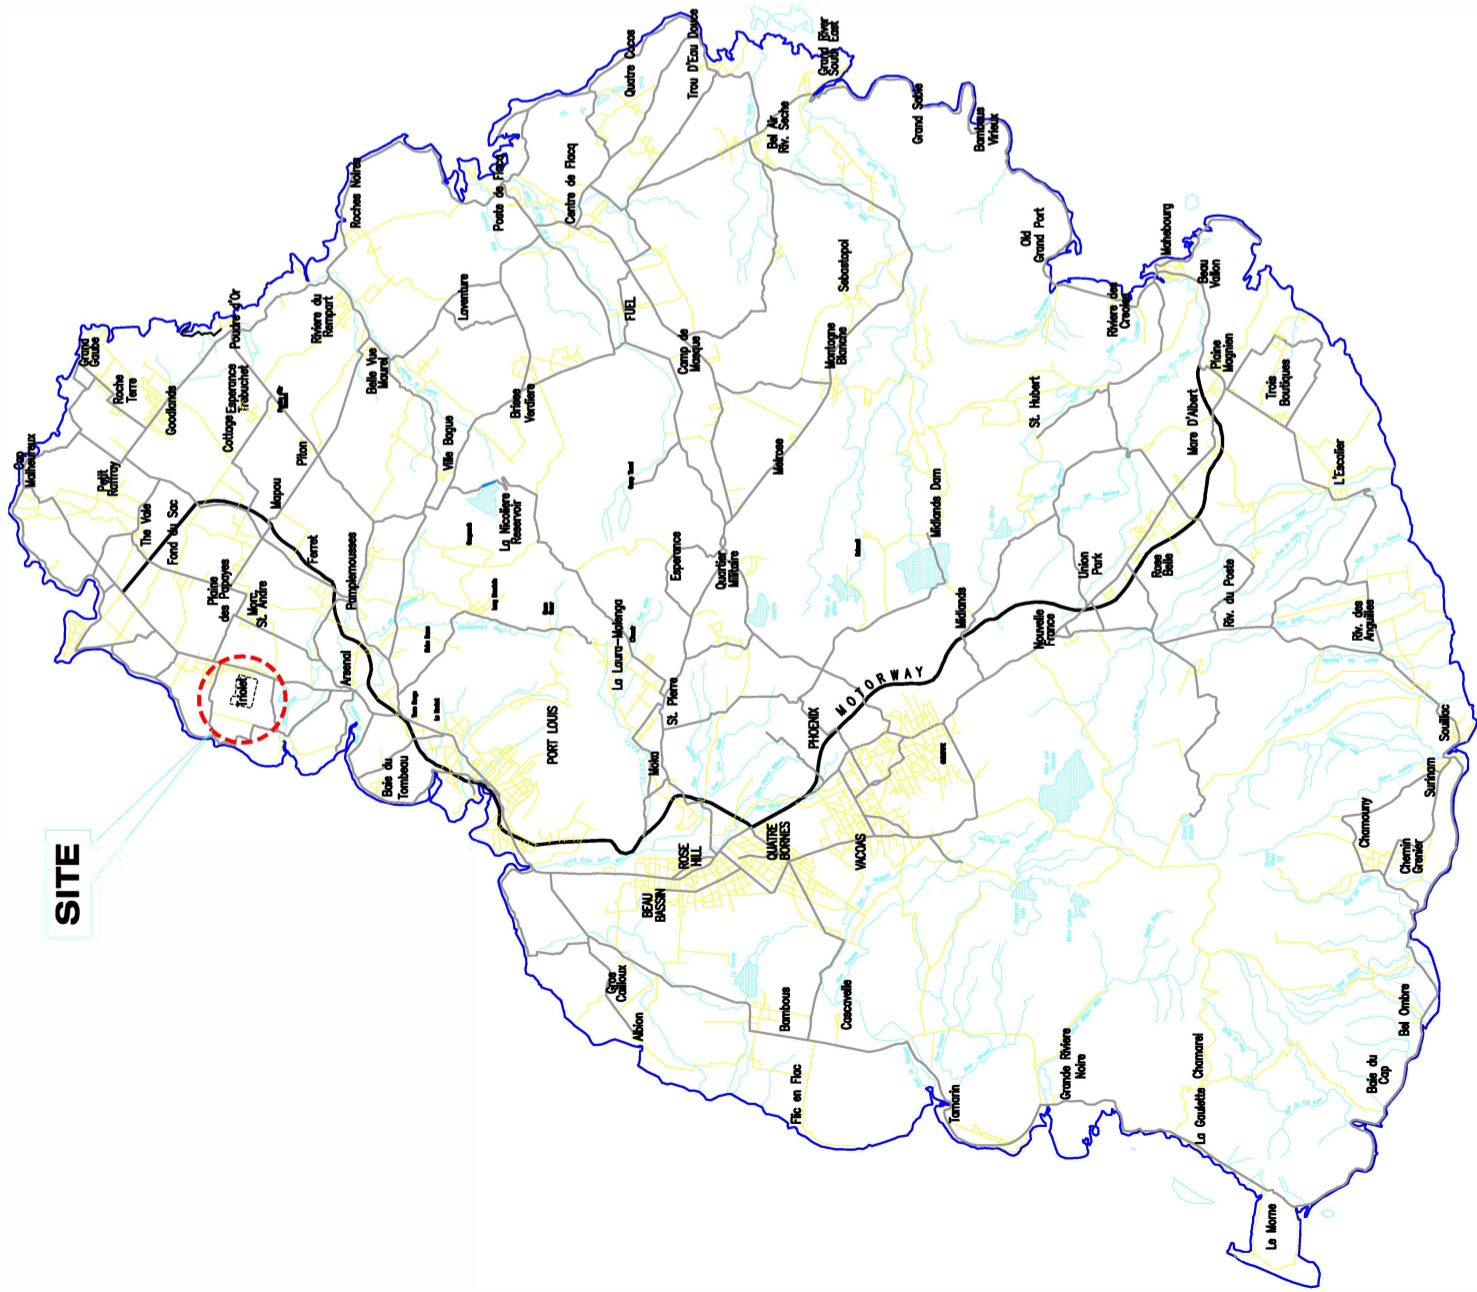 SITE
Cap
Malheureux
Grand
Gaube
Petit
Raffray
Roche
Terre
The Vale
Fond du Sac
Goodlands
Poudre d'Or
Cottage
Esperance
Trebuchet
Plaine
des Papayes
Morc.
St. Andre
Mapou
Piton
Riviere du
Rempart
Roches Noires
Triolet
Ferret
Pamplemousses
Arsenal
Belle Vue
Maurel
Ville Bague
Laventure
Poste de Flacq
Centre de Flacq
Quatre Cocos
Trou D'Eau Douce
Baie du
Tombeau
La Nicoliere
Reservoir
Brisee
Verdiere
FUEL
PORT LOUIS
La Laura-Malenga
Camp de
Masque
Bel Air
Riv. Seche
Grand River
South East
Moka
St. Pierre
Esperance
Quartier
Militaire
Melrose
Montagne
Blanche
Sebastopol
Grand Sable
Bambous
Virieux
BEAU
BASSIN
ROSE
HILL
QUATRE
BORNES
VACOAS
PHOENIX
MOTORWAY
Midlands
Midlands Dam
St. Hubert
Old
Grand Port
Gros
Cailloux
Albion
Bambous
Cascavelle
Flic en Flac
Nouvelle
France
Union
Park
Rose
Belle
Mare D'Albert
Riviere des
Creoles
Mahebourg
Beau
Vallon
Plaine
Magnien
Trois
Boutiques
L'Escalier
Tamarin
Grande Riviere
Noire
Riv. du Poste
Riv. des
Anguilles
La Gaulette
Chamarel
Chamouny
Chemin
Grenier
Surinam
Souillac
Le Morne
Baie du
Cap
Bel Ombre